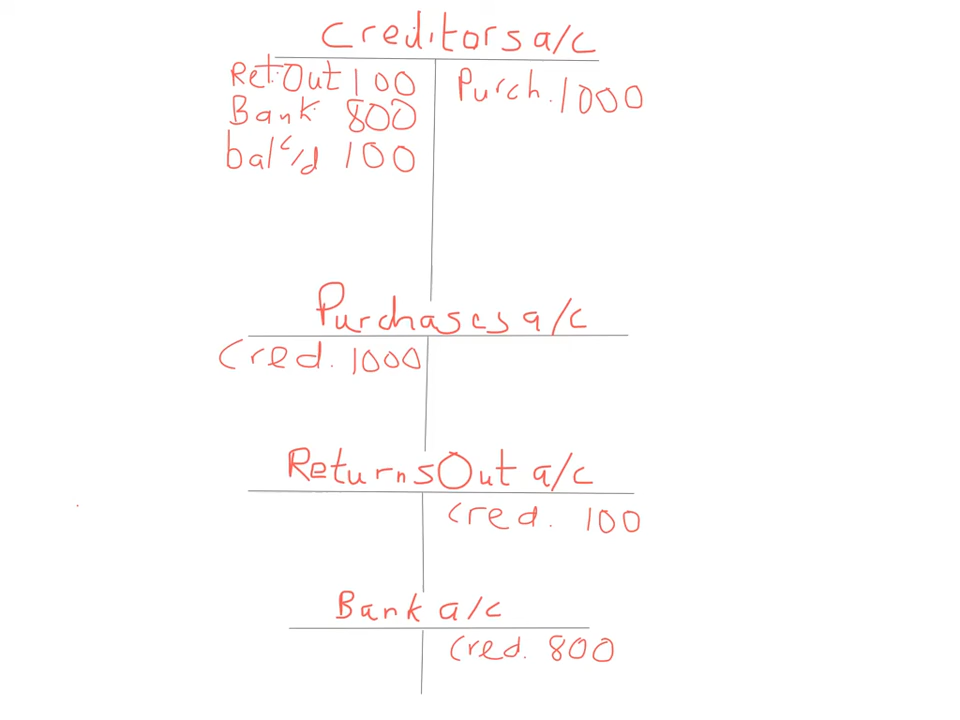 Creditors a/c
Ret.Out 100
Bank 800
bal c/d 100
Purch. 1000
Purchases a/c
Cred. 1000
ReturnsOut a/c
Cred. 100
Bank a/c
Cred. 800